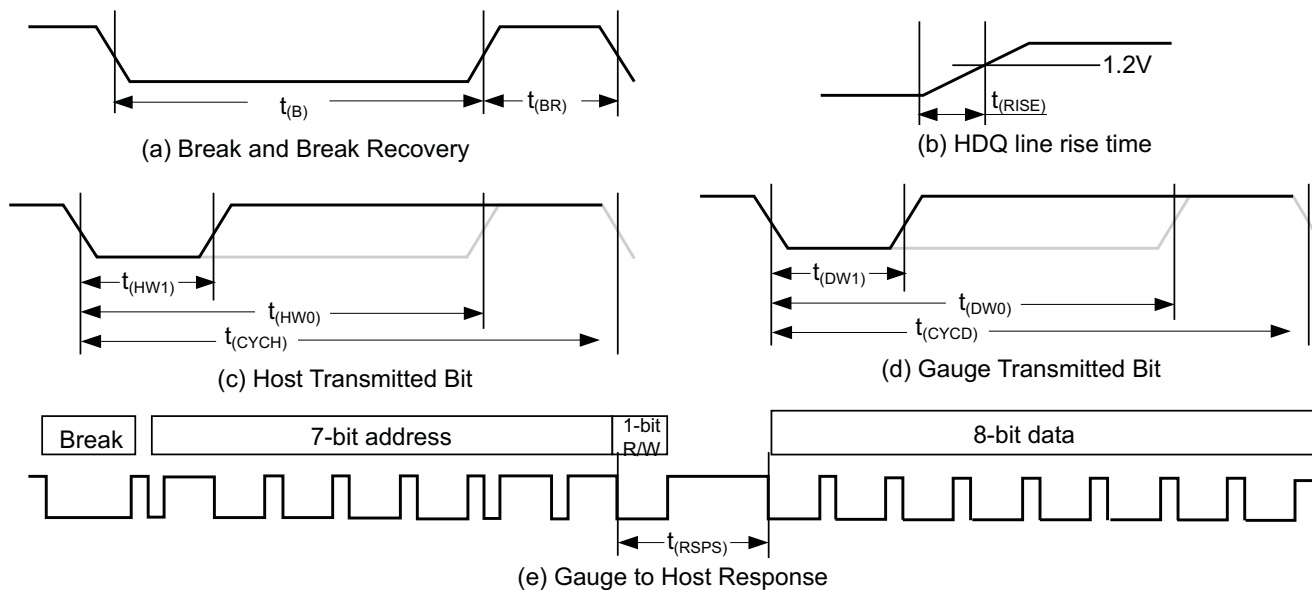 t(B)
t(BR)
(a) Break and Break Recovery
1.2V
t(RISE)
(b) HDQ line rise time
t(HW1)
t(HW0)
t(CYCH)
(c) Host Transmitted Bit
t(DW1)
t(DW0)
t(CYCD)
(d) Gauge Transmitted Bit
Break
7-bit address
1-bit
R/W
8-bit data
t(RSPS)
(e) Gauge to Host Response